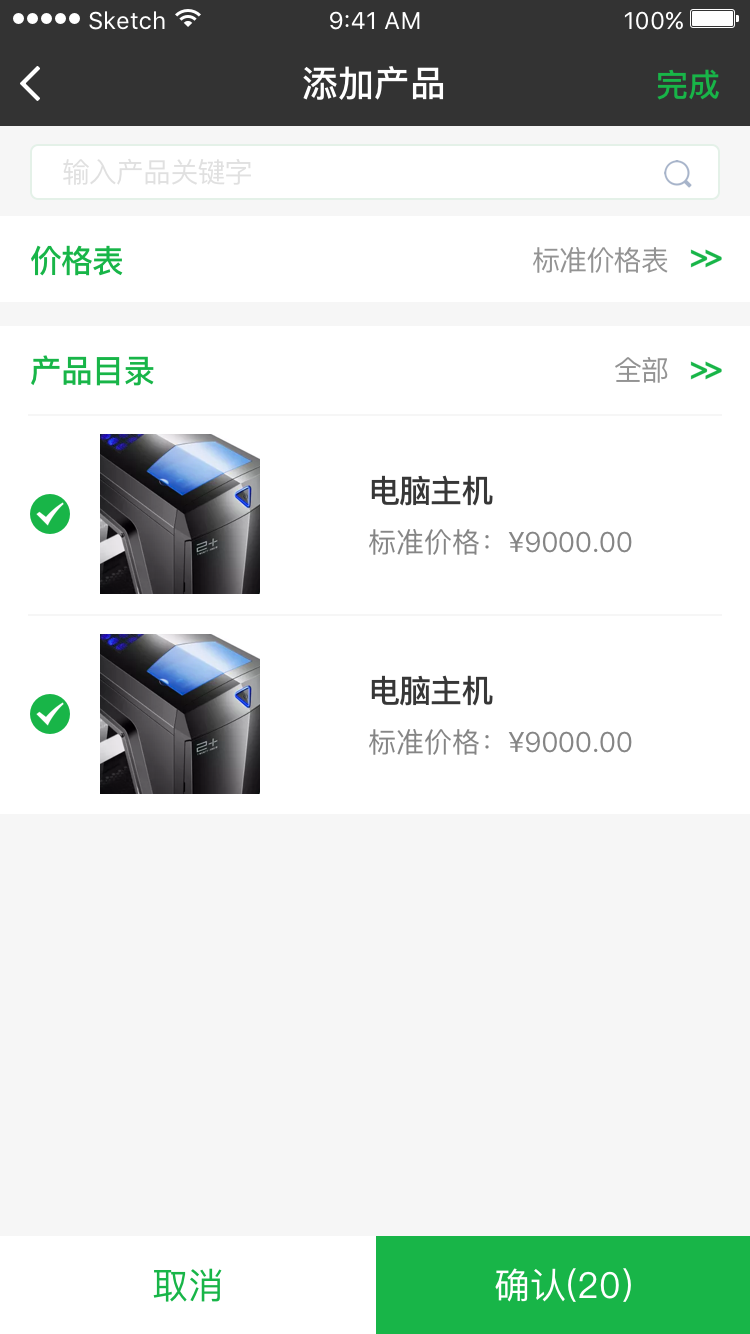 Sketch 9:41 AM 100%
添加产品 完成
输入产品关键字
价格表 标准价格表 >>
产品目录 全部 >>
电脑主机
标准价格：¥9000.00
电脑主机
标准价格：¥9000.00
取消 确认(20)